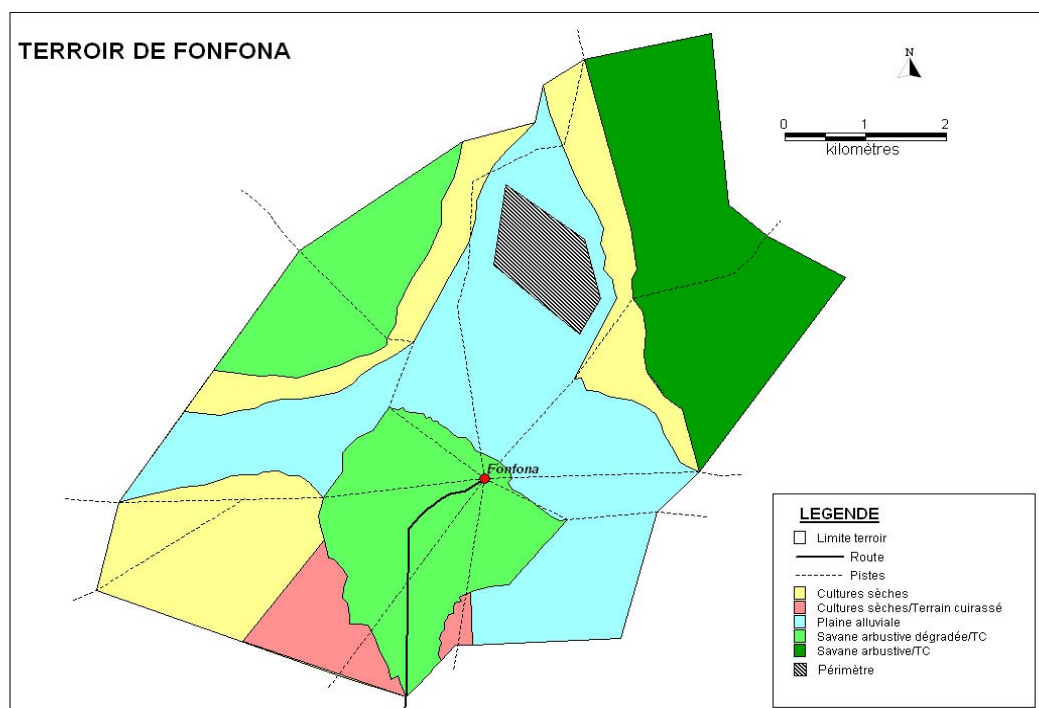 TERROIR DE FONFONA
N
0 1 2
kilomètres
Fonfona
LEGENDE
Limite terroir
Route
Pistes
Cultures sèches
Cultures sèches/Terrain cuirassé
Plaine alluviale
Savane arbustive dégradée/TC
Savane arbustive/TC
Périmètre